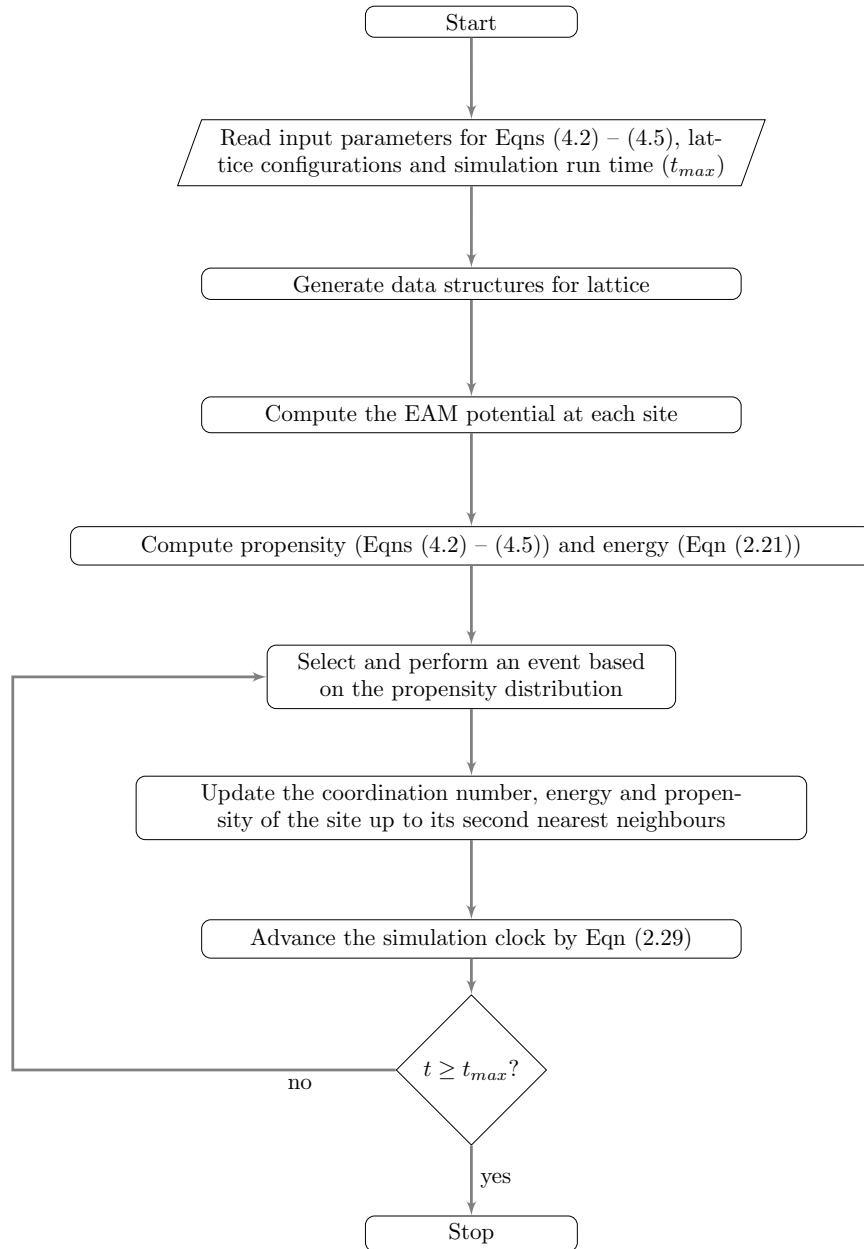 Start
Read input parameters for Eqns (4.2) – (4.5), lat-
tice configurations and simulation run time (t_{max})
Generate data structures for lattice
Compute the EAM potential at each site
Compute propensity (Eqns (4.2) – (4.5)) and energy (Eqn (2.21))
Select and perform an event based
on the propensity distribution
Update the coordination number, energy and propen-
sity of the site up to its second nearest neighbours
Advance the simulation clock by Eqn (2.29)
t ≥ t_{max}?
no
yes
Stop